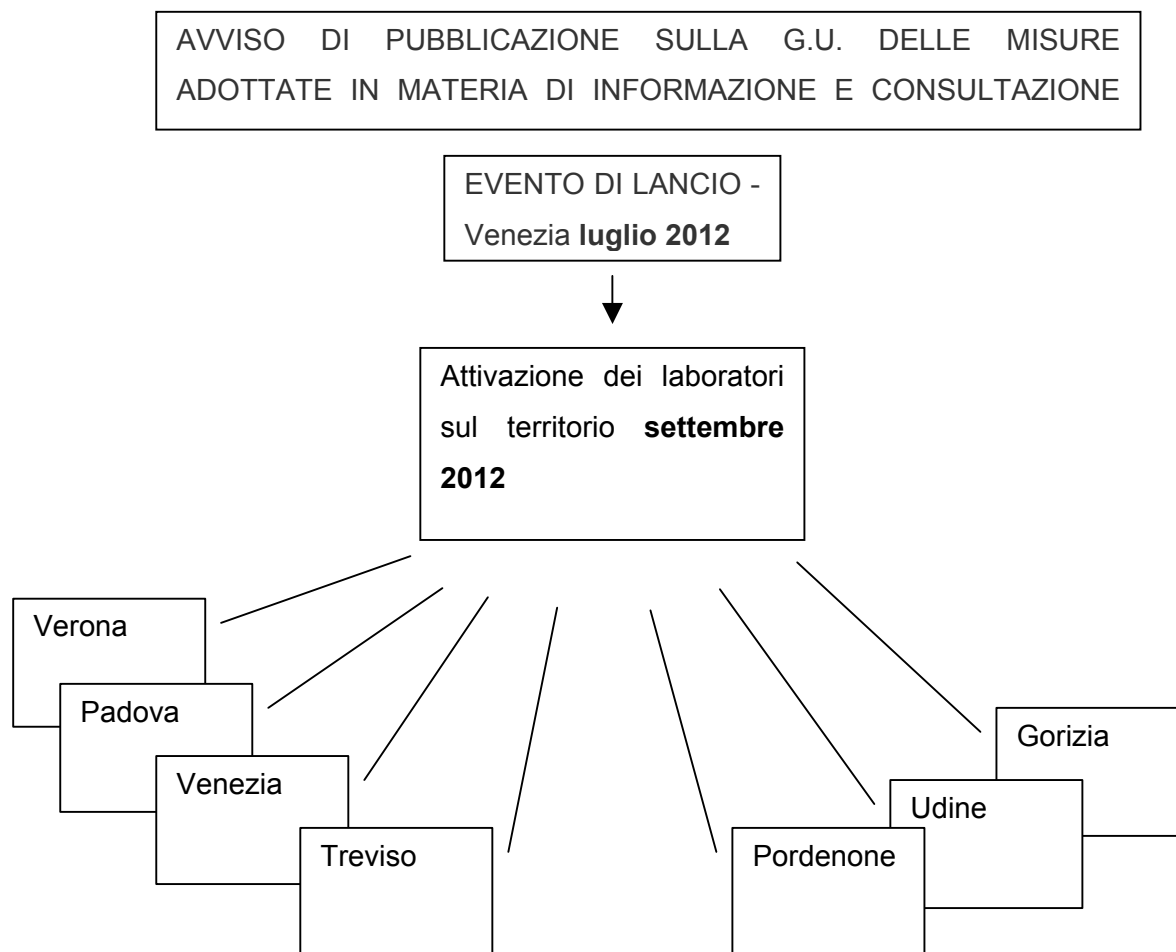 AVVISO DI PUBBLICAZIONE SULLA G.U. DELLE MISURE
ADOTTATE IN MATERIA DI INFORMAZIONE E CONSULTAZIONE
EVENTO DI LANCIO -
Venezia luglio 2012
Attivazione dei laboratori
sul territorio settembre
2012
Verona
Padova
Venezia
Treviso
Gorizia
Udine
Pordenone